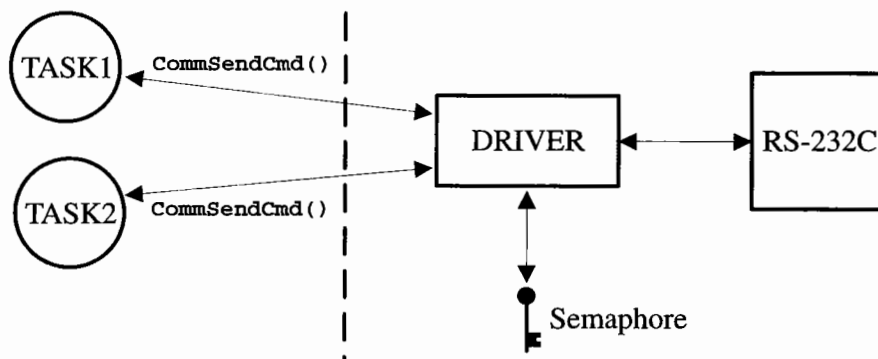 TASK1
CommSendCmd()
DRIVER
RS-232C
TASK2
CommSendCmd()
Semaphore